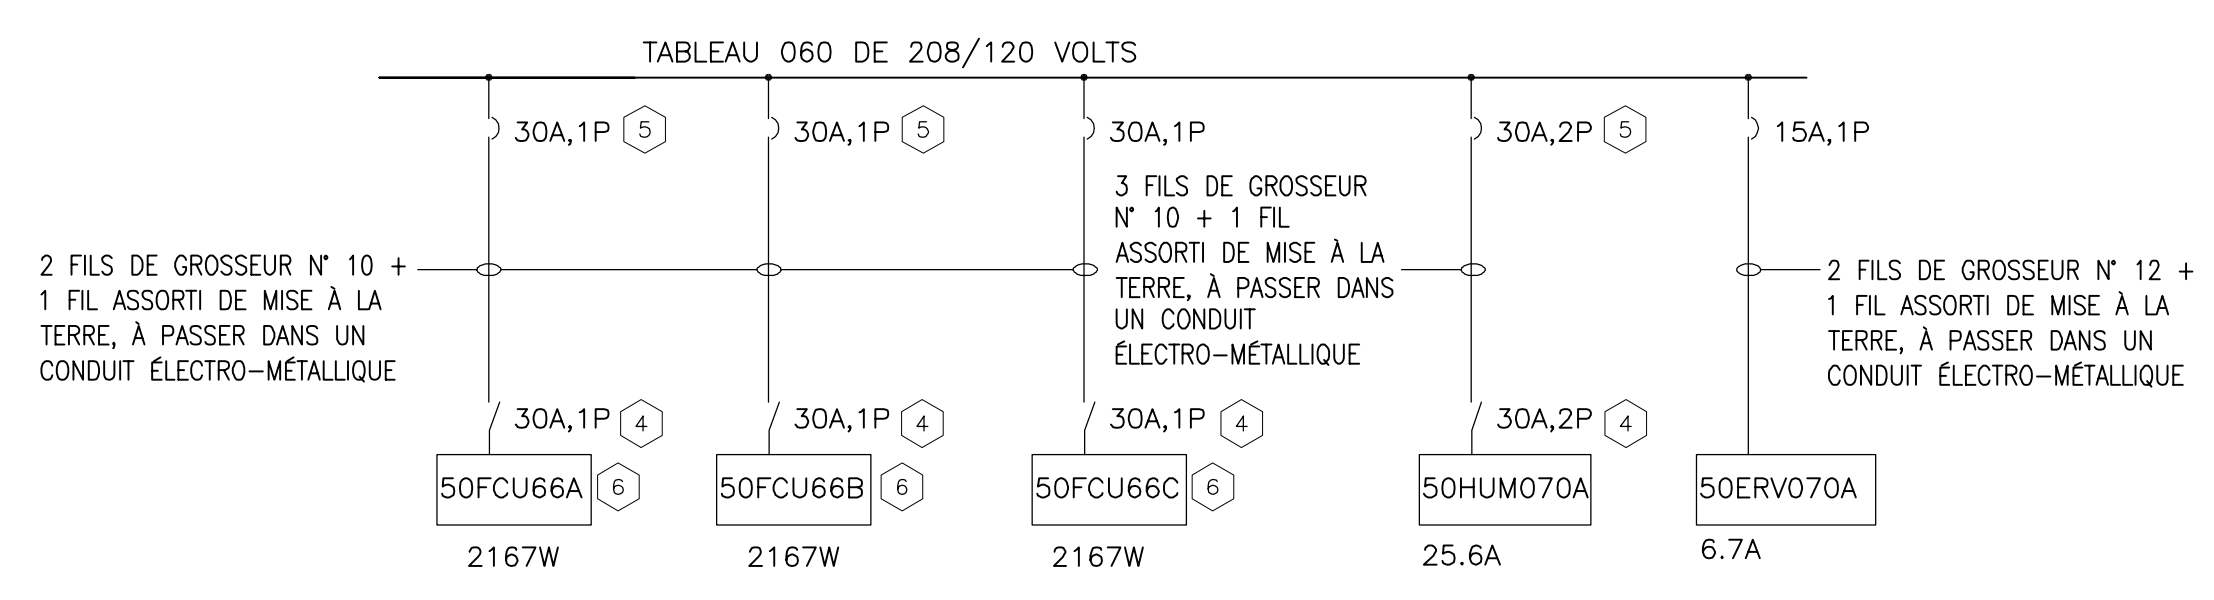 TABLEAU 060 DE 208/120 VOLTS
30A,1P 5
30A,1P 5
30A,1P
30A,2P 5
15A,1P
2 FILS DE GROSSEUR N° 10 +
1 FIL ASSORTI DE MISE À LA
TERRE, À PASSER DANS UN
CONDUIT ÉLECTRO-MÉTALLIQUE
3 FILS DE GROSSEUR
N° 10 + 1 FIL
ASSORTI DE MISE À LA
TERRE, À PASSER DANS
UN CONDUIT
ÉLECTRO-MÉTALLIQUE
2 FILS DE GROSSEUR N° 12 +
1 FIL ASSORTI DE MISE À LA
TERRE, À PASSER DANS UN
CONDUIT ÉLECTRO-MÉTALLIQUE
30A,1P 4
30A,1P 4
30A,1P 4
30A,2P 4
50FCU66A 6
50FCU66B 6
50FCU66C 6
50HUM070A
50ERV070A
2167W
2167W
2167W
25.6A
6.7A